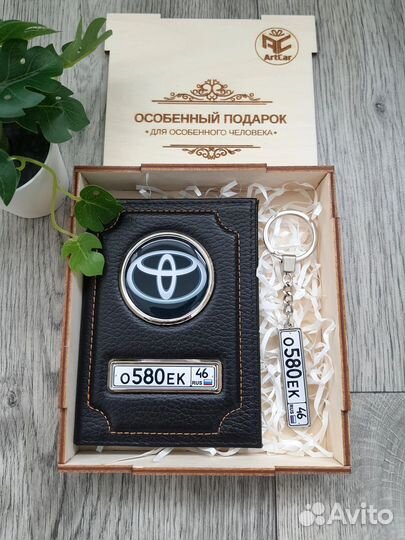 ArtCar
ОСОБЕННЫЙ ПОДАРОК
• ДЛЯ ОСОБЕННОГО ЧЕЛОВЕКА •
О580ЕК 46
RUS
О580ЕК 46
RUS
Avito